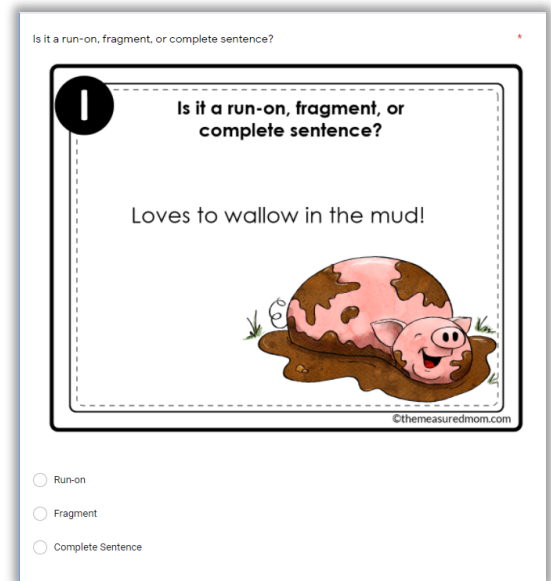 Is it a run-on, fragment, or complete sentence?
*
1
Is it a run-on, fragment, or
complete sentence?
Loves to wallow in the mud!
©themeasuredmom.com
Run-on
Fragment
Complete Sentence